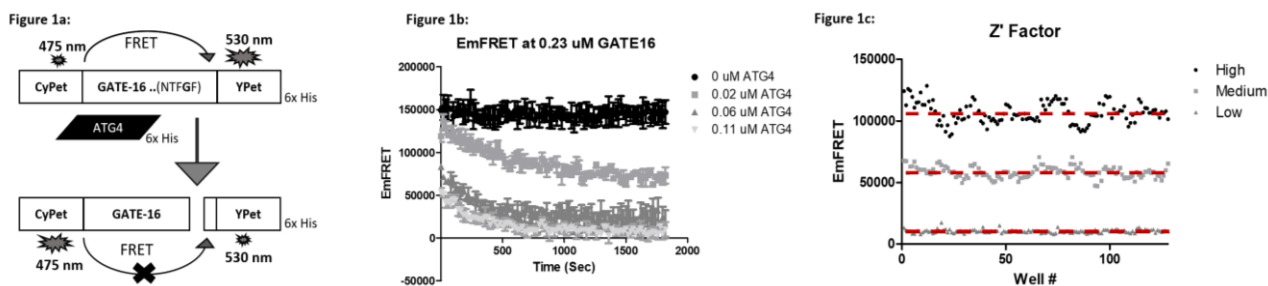 Figure 1a:
475 nm
FRET
530 nm
CyPet
GATE-16 ..(NTFGF)
YPet
6x His
ATG4
6x His
CyPet
GATE-16
YPet
6x His
475 nm
FRET
530 nm
Figure 1b:
EmFRET at 0.23 uM GATE16
EmFRET
200000
150000
100000
50000
0
-50000
500
1000
1500
2000
Time (Sec)
0 uM ATG4
0.02 uM ATG4
0.06 uM ATG4
0.11 uM ATG4
Figure 1c:
Z' Factor
EmFRET
150000
100000
50000
0
0
50
100
Well #
High
Medium
Low